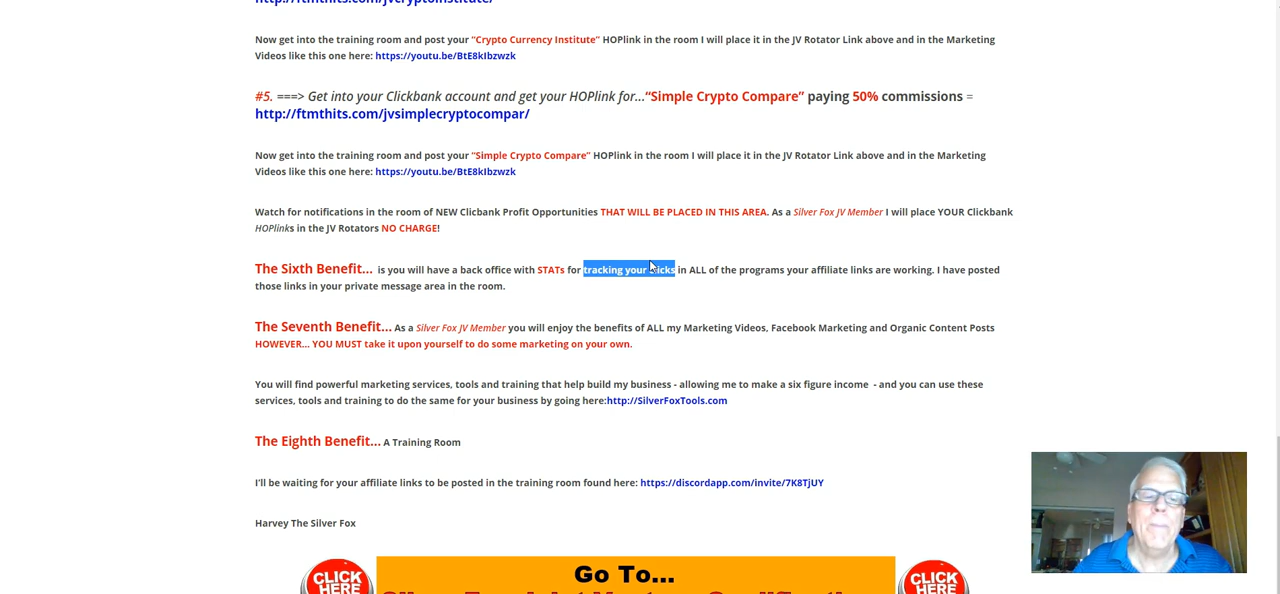 http://ftmthits.com/jvcryptoinstitute/
Now get into the training room and post your “Crypto Currency Institute” HOPlink in the room I will place it in the JV Rotator Link above and in the Marketing
Videos like this one here: https://youtu.be/BtE8kIbzwzk
#5. ===> Get into your Clickbank account and get your HOPlink for...“Simple Crypto Compare” paying 50% commissions =
http://ftmthits.com/jvsimplecryptocompar/
Now get into the training room and post your “Simple Crypto Compare” HOPlink in the room I will place it in the JV Rotator Link above and in the Marketing
Videos like this one here: https://youtu.be/BtE8kIbzwzk
Watch for notifications in the room of NEW Clicbank Profit Opportunities THAT WILL BE PLACED IN THIS AREA. As a Silver Fox JV Member I will place YOUR Clickbank
HOPlinks in the JV Rotators NO CHARGE!
The Sixth Benefit... is you will have a back office with STATs for tracking your clicks in ALL of the programs your affiliate links are working. I have posted
those links in your private message area in the room.
The Seventh Benefit... As a Silver Fox JV Member you will enjoy the benefits of ALL my Marketing Videos, Facebook Marketing and Organic Content Posts
HOWEVER... YOU MUST take it upon yourself to do some marketing on your own.
You will find powerful marketing services, tools and training that help build my business - allowing me to make a six figure income - and you can use these
services, tools and training to do the same for your business by going here:http://SilverFoxTools.com
The Eighth Benefit... A Training Room
I'll be waiting for your affiliate links to be posted in the training room found here: https://discordapp.com/invite/7K8TjUY
Harvey The Silver Fox
CLICK HERE
Go To...
CLICK HERE